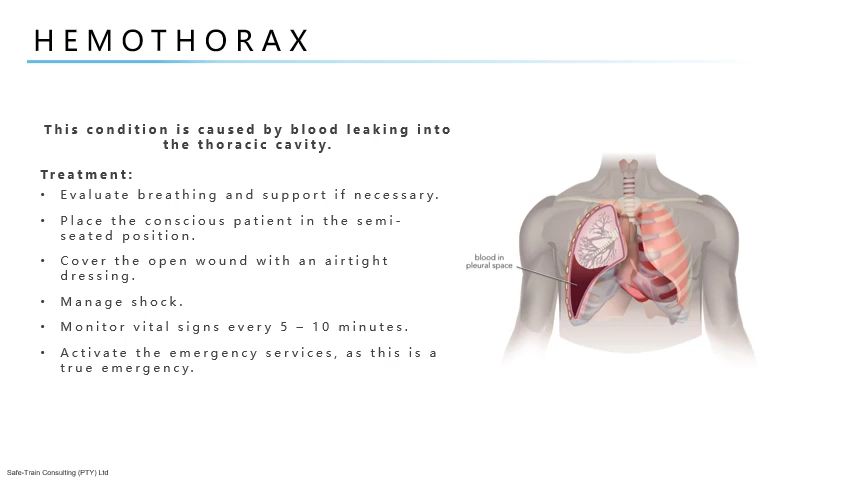 HEMOTHORAX
This condition is caused by blood leaking into
the thoracic cavity.
Treatment:
• Evaluate breathing and support if necessary.
• Place the conscious patient in the semi-
seated position.
• Cover the open wound with an airtight
dressing.
• Manage shock.
• Monitor vital signs every 5 – 10 minutes.
• Activate the emergency services, as this is a
true emergency.
blood in
pleural space
Safe-Train Consulting (PTY) Ltd